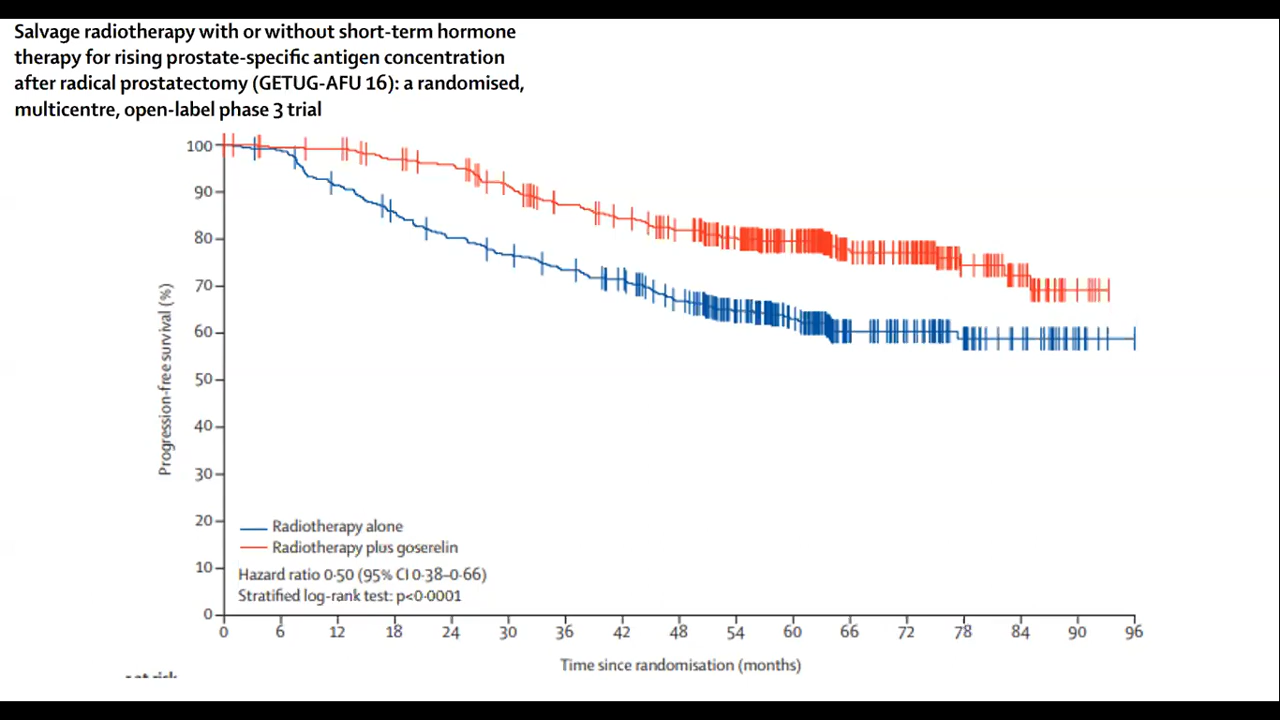 Salvage radiotherapy with or without short-term hormone
therapy for rising prostate-specific antigen concentration
after radical prostatectomy (GETUG-AFU 16): a randomised,
multicentre, open-label phase 3 trial
100
90
80
70
60
50
40
30
20
10
0
Progression-free survival (%)
Radiotherapy alone
Radiotherapy plus goserelin
Hazard ratio 0·50 (95% CI 0·38–0·66)
Stratified log-rank test: p<0·0001
0 6 12 18 24 30 36 42 48 54 60 66 72 78 84 90 96
Time since randomisation (months)